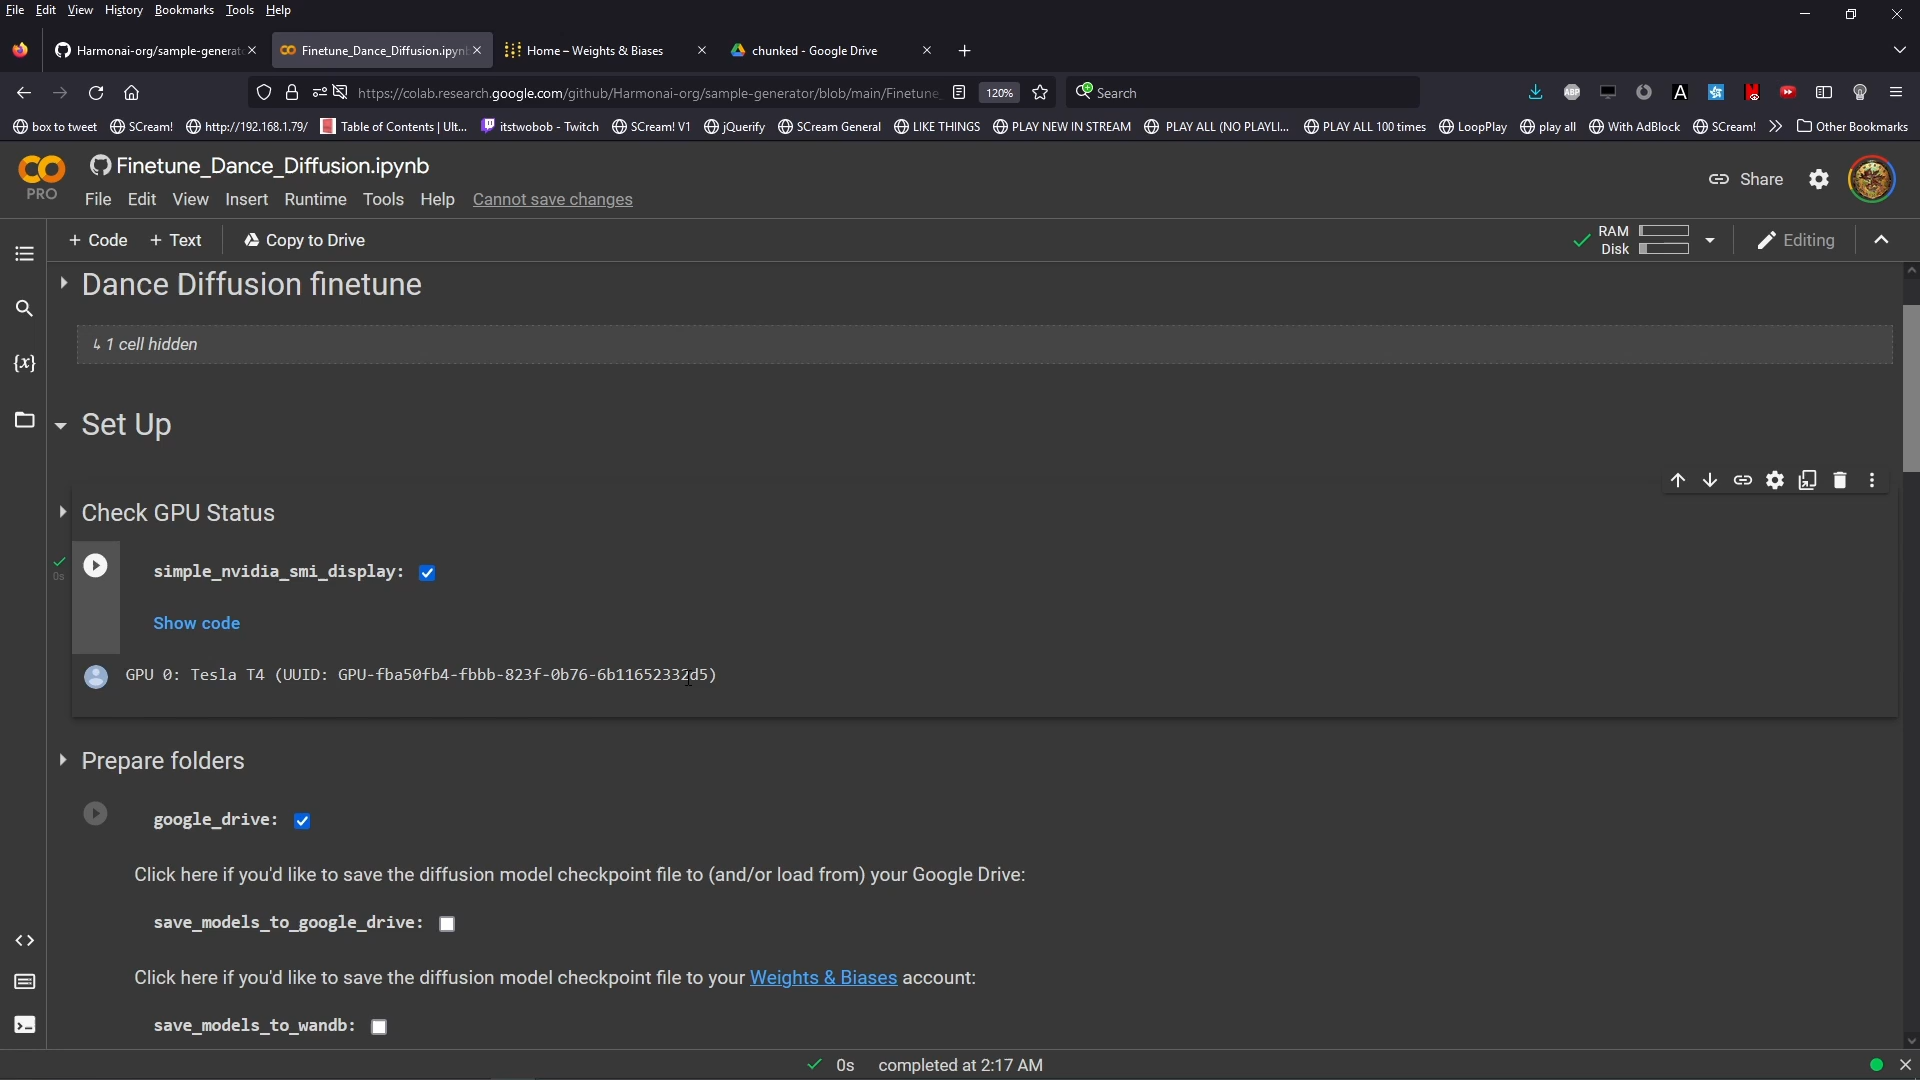 File Edit View History Bookmarks Tools Help
Harmonai-org/sample-generat
Finetune_Dance_Diffusion.ipyn
Home – Weights & Biases
chunked - Google Drive
https://colab.research.google.com/github/Harmonai-org/sample-generator/blob/main/Finetune_
120%
Search
ABP
A
box to tweet SCream! http://192.168.1.79/ Table of Contents | Ult... itstwobob - Twitch SCream! V1 jQuerify SCream General LIKE THINGS PLAY NEW IN STREAM PLAY ALL (NO PLAYLI... PLAY ALL 100 times LoopPlay play all With AdBlock SCream! Other Bookmarks
PRO
Finetune_Dance_Diffusion.ipynb
Share
File Edit View Insert Runtime Tools Help Cannot save changes
+ Code + Text Copy to Drive
RAM
Disk
Editing
Dance Diffusion finetune
↳ 1 cell hidden
{x}
Set Up
Check GPU Status
0s
simple_nvidia_smi_display:
Show code
GPU 0: Tesla T4 (UUID: GPU-fba50fb4-fbbb-823f-0b76-6b11652332d5)
Prepare folders
google_drive:
Click here if you'd like to save the diffusion model checkpoint file to (and/or load from) your Google Drive:
save_models_to_google_drive:
Click here if you'd like to save the diffusion model checkpoint file to your Weights & Biases account:
save_models_to_wandb:
0s completed at 2:17 AM